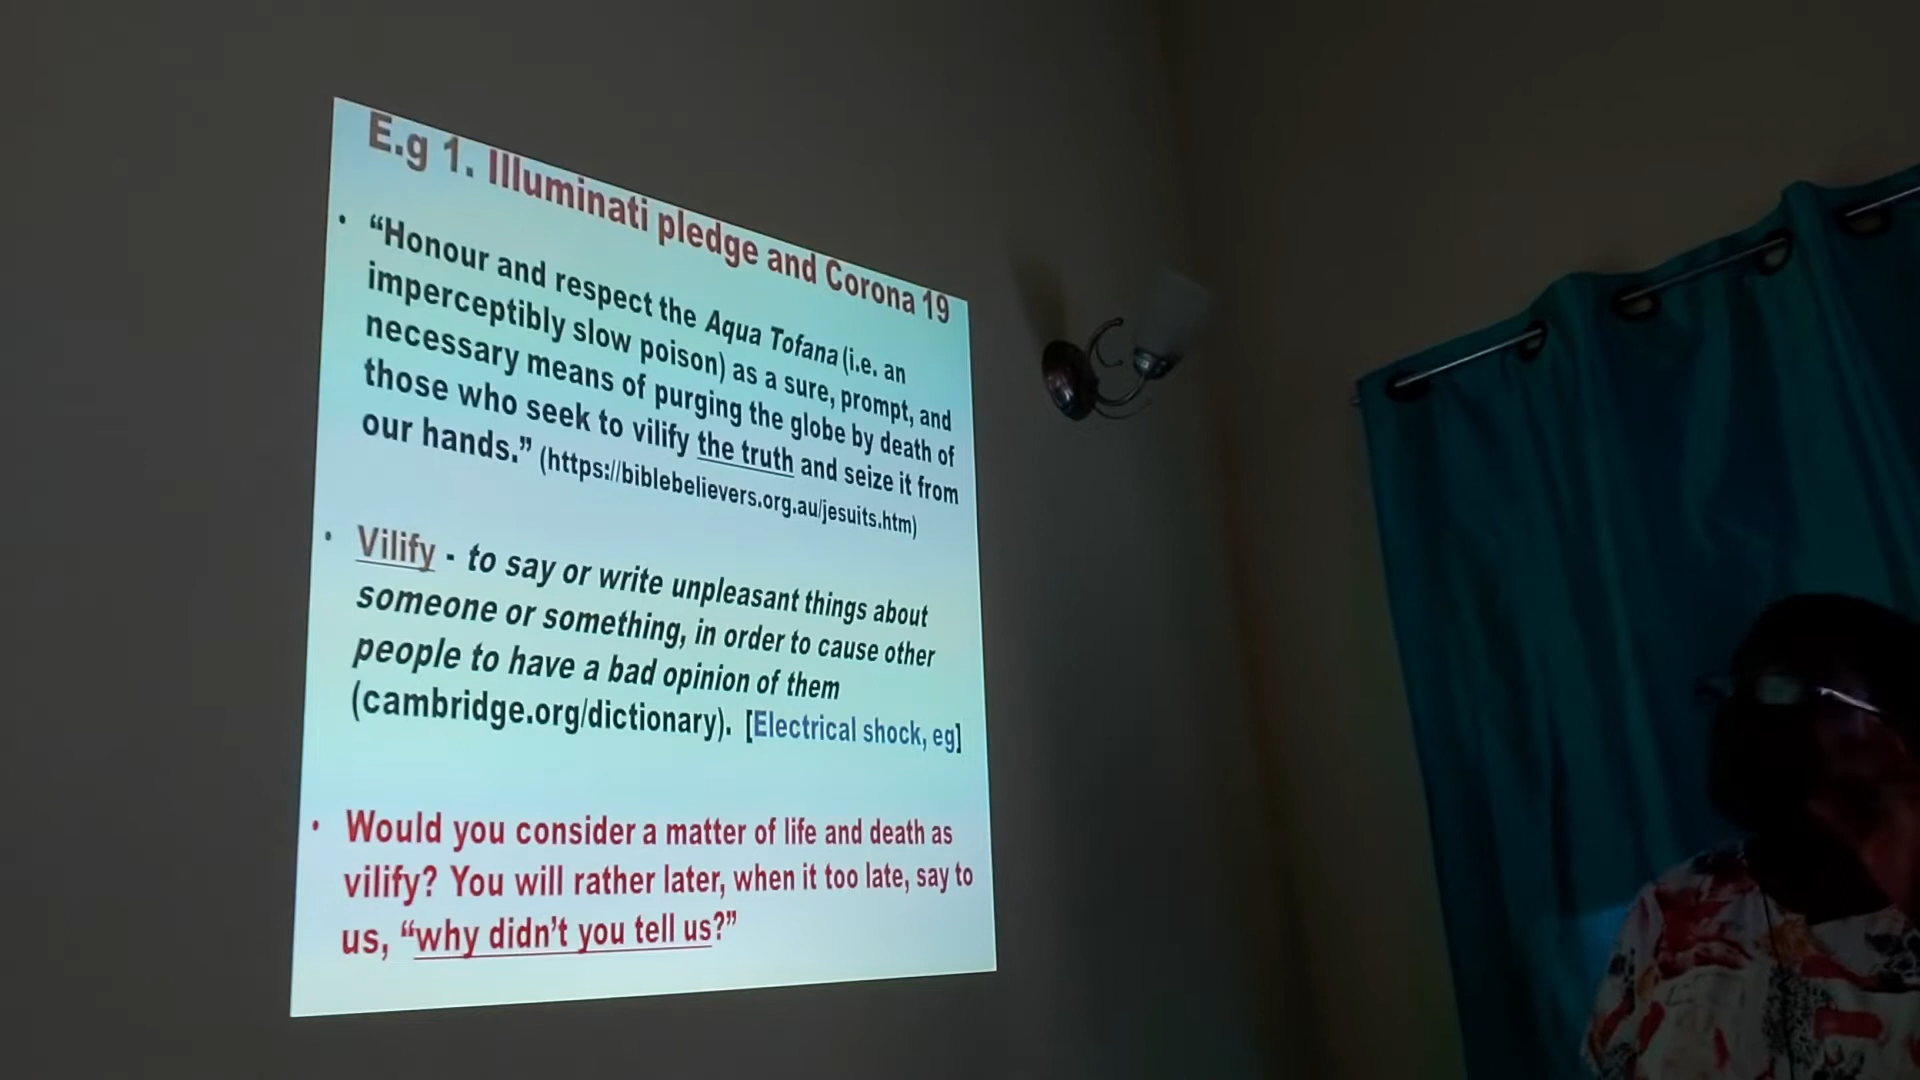 E.g 1. Illuminati pledge and Corona 19
• “Honour and respect the Aqua Tofana (i.e. an
imperceptibly slow poison) as a sure, prompt, and
necessary means of purging the globe by death of
those who seek to vilify the truth and seize it from
our hands.” (https://biblebelievers.org.au/jesuits.htm)
• Vilify - to say or write unpleasant things about
someone or something, in order to cause other
people to have a bad opinion of them
(cambridge.org/dictionary). [Electrical shock, eg]
• Would you consider a matter of life and death as
vilify? You will rather later, when it too late, say to
us, “why didn’t you tell us?”